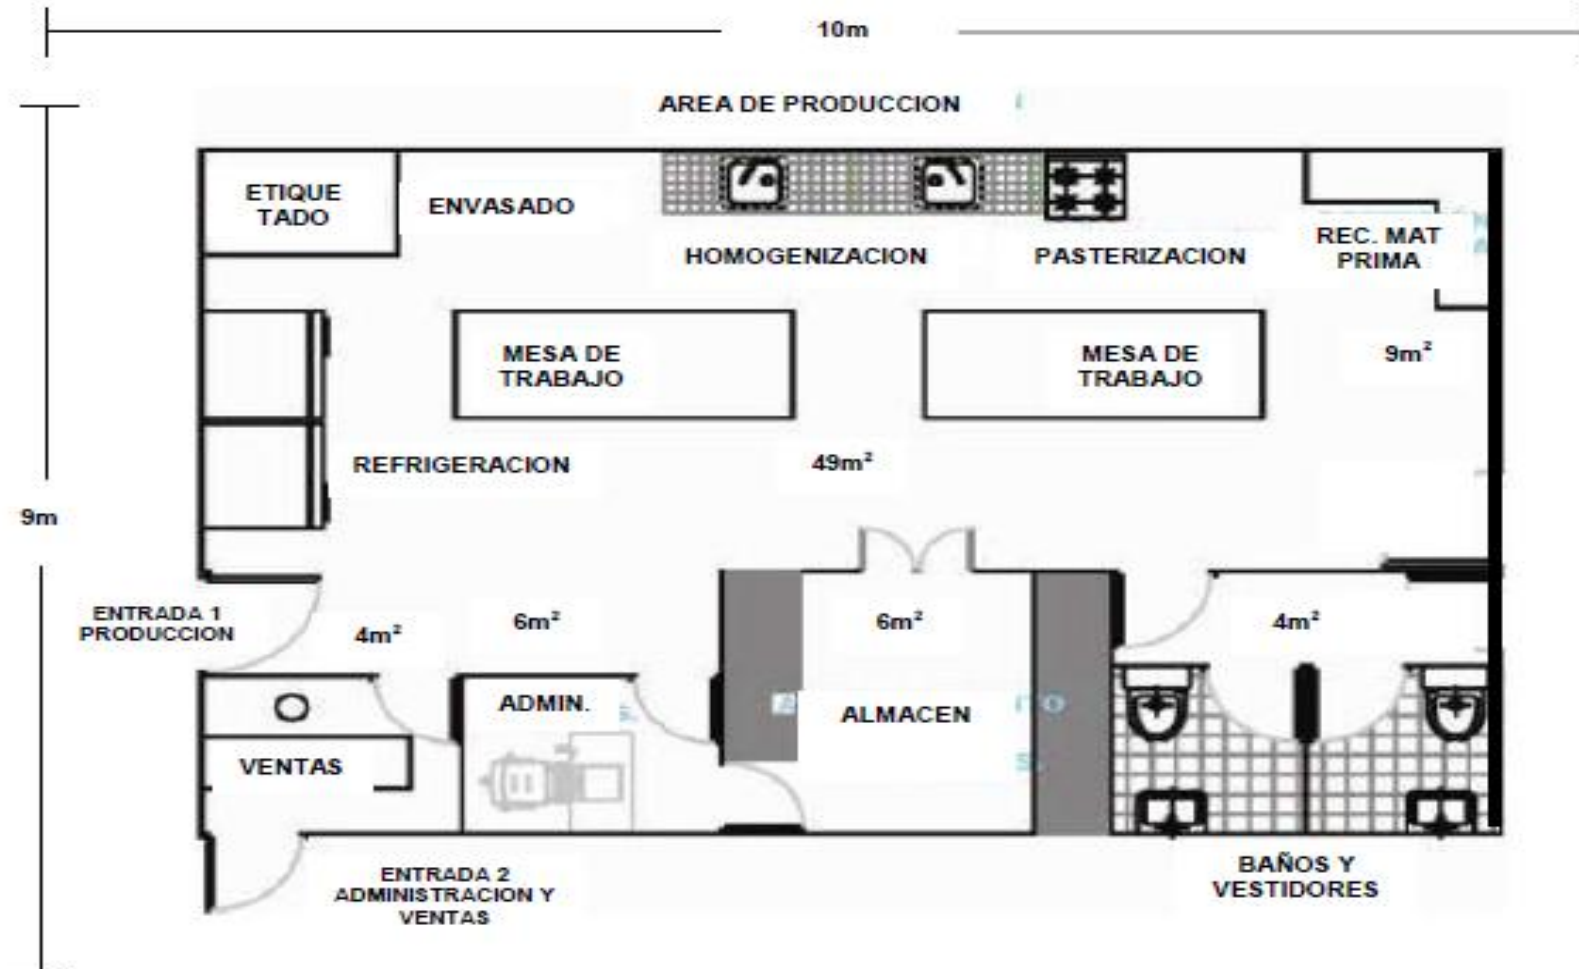 10m
AREA DE PRODUCCION
ETIQUE
TADO
ENVASADO
HOMOGENIZACION
PASTERIZACION
REC. MAT
PRIMA
MESA DE
TRABAJO
MESA DE
TRABAJO
9m²
REFRIGERACION
49m²
9m
ENTRADA 1
PRODUCCION
4m²
6m²
6m²
4m²
ADMIN.
ALMACEN
VENTAS
ENTRADA 2
ADMINISTRACION Y
VENTAS
BAÑOS Y
VESTIDORES